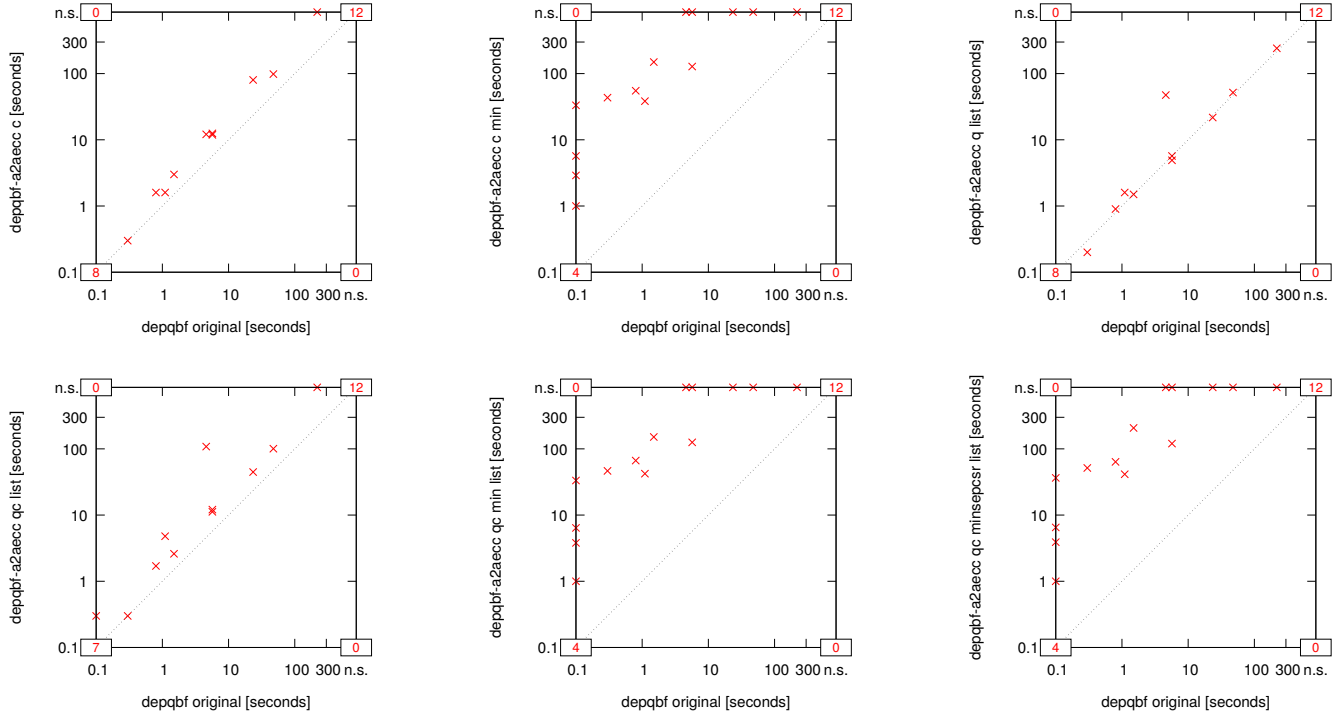 n.s. 0 12
300
100
10
1
0.1 8 0
0.1 1 10 100 300 n.s.
depqbf-a2aecc c [seconds]
depqbf original [seconds]
n.s. 0 12
300
100
10
1
0.1 4 0
0.1 1 10 100 300 n.s.
depqbf-a2aecc c min [seconds]
depqbf original [seconds]
n.s. 0 12
300
100
10
1
0.1 8 0
0.1 1 10 100 300 n.s.
depqbf-a2aecc q list [seconds]
depqbf original [seconds]
n.s. 0 12
300
100
10
1
0.1 7 0
0.1 1 10 100 300 n.s.
depqbf-a2aecc qc list [seconds]
depqbf original [seconds]
n.s. 0 12
300
100
10
1
0.1 4 0
0.1 1 10 100 300 n.s.
depqbf-a2aecc qc min list [seconds]
depqbf original [seconds]
n.s. 0 12
300
100
10
1
0.1 4 0
0.1 1 10 100 300 n.s.
depqbf-a2aecc qc minsepcsr list [seconds]
depqbf original [seconds]